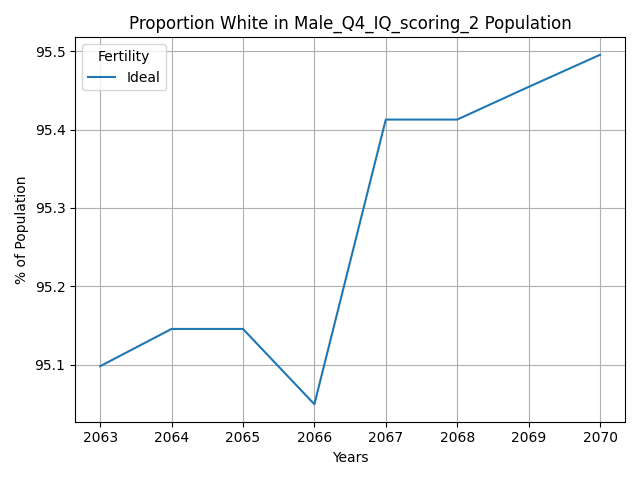 Proportion White in Male_Q4_IQ_scoring_2 Population
Fertility
Ideal
% of Population
95.5
95.4
95.3
95.2
95.1
2063 2064 2065 2066 2067 2068 2069 2070
Years